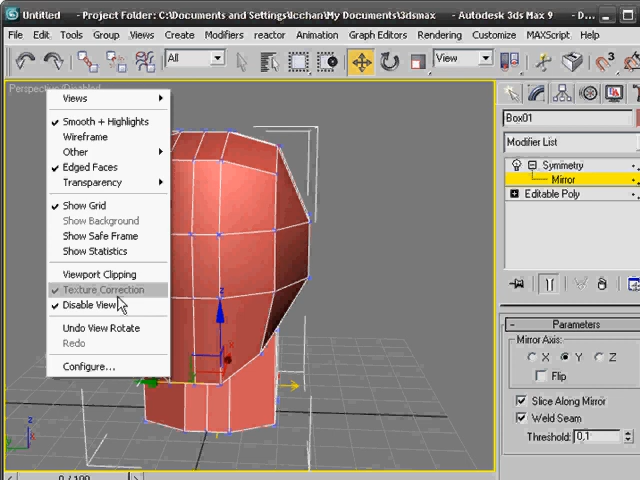 Untitled - Project Folder: C:\Documents and Settings\lcchan\My Documents\3dsmax - Autodesk 3ds Max 9 - D...
File Edit Tools Group Views Create Modifiers reactor Animation Graph Editors Rendering Customize MAXScript Help
All
View
3
Views
Smooth + Highlights
Wireframe
Other
Edged Faces
Transparency
Show Grid
Show Background
Show Safe Frame
Show Statistics
Viewport Clipping
Texture Correction
Disable View
Undo View Rotate
Redo
Configure...
z
z
x
Box01
Modifier List
Symmetry
Mirror
Editable Poly
Parameters
Mirror Axis:
X Y Z
Flip
Slice Along Mirror
Weld Seam
Threshold: 0,1
0 / 100